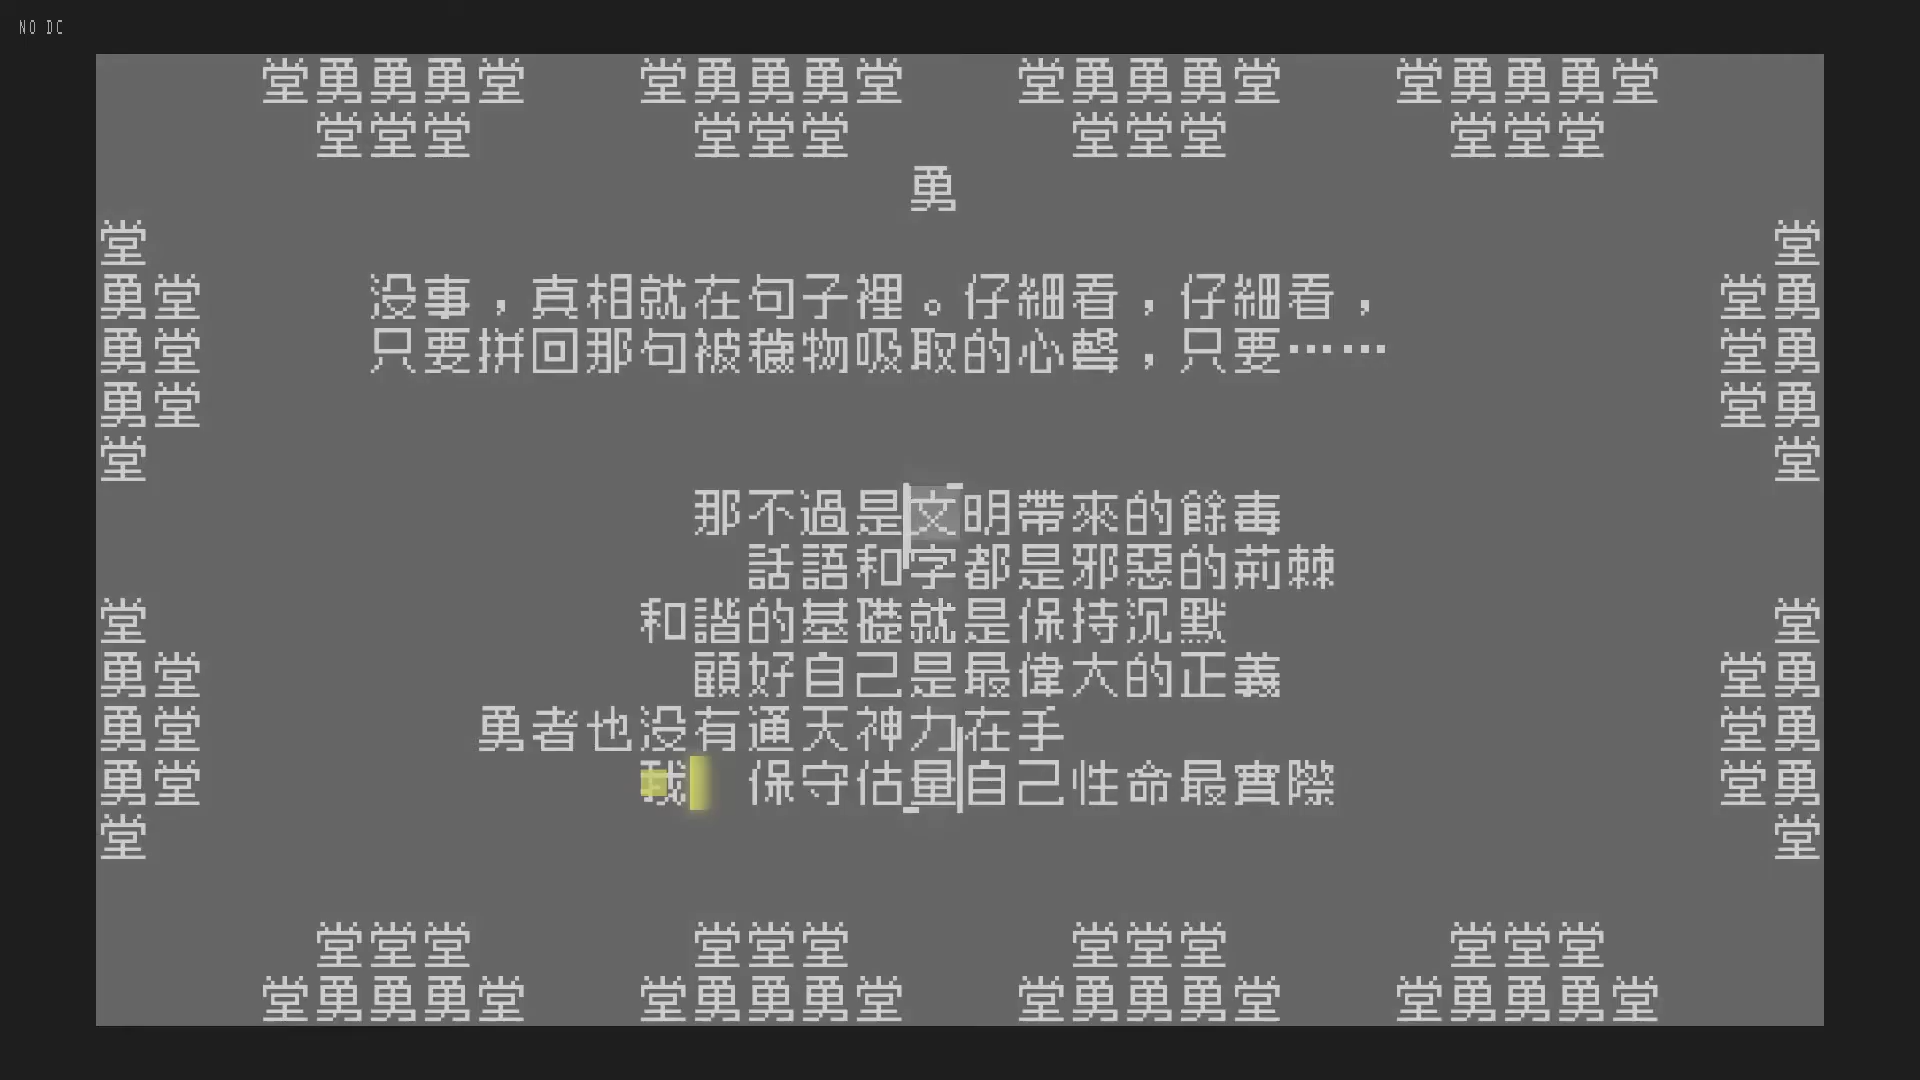 NO DC
堂勇勇勇堂 堂勇勇勇堂 堂勇勇勇堂 堂勇勇勇堂
堂堂堂 堂堂堂 堂堂堂 堂堂堂
勇
堂 堂
勇堂 没事，真相就在句子裡。仔細看，仔細看， 堂勇
勇堂 只要拼回那句被穢物吸取的心聲，只要…… 堂勇
勇堂 堂勇
堂 堂
那不過是文明帶來的餘毒
話語和字都是邪惡的荊棘
堂 和諧的基礎就是保持沉默 堂
勇堂 顧好自己是最偉大的正義 堂勇
勇堂 勇者也没有通天神力在手 堂勇
勇堂 我 保守估量自己性命最實際 堂勇
堂 堂
堂堂堂 堂堂堂 堂堂堂 堂堂堂
堂勇勇勇堂 堂勇勇勇堂 堂勇勇勇堂 堂勇勇勇堂